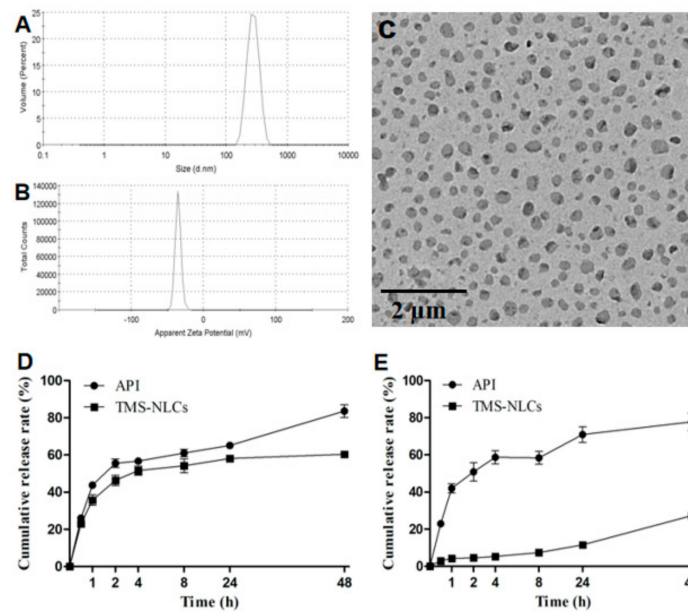 A
Volume (Percent)
25
20
15
10
5
0
0.1 1 10 100 1000 10000
Size (d.nm)
B
Total Counts
140000
120000
100000
80000
60000
40000
20000
0
-100 0 100 200
Apparent Zeta Potential (mV)
C
2 µm
D
Cumulative release rate (%)
100
80
60
40
20
0
API
TMS-NLCs
1 2 4 8 24 48
Time (h)
E
Cumulative release rate (%)
100
80
60
40
20
0
API
TMS-NLCs
1 2 4 8 24
Time (h)